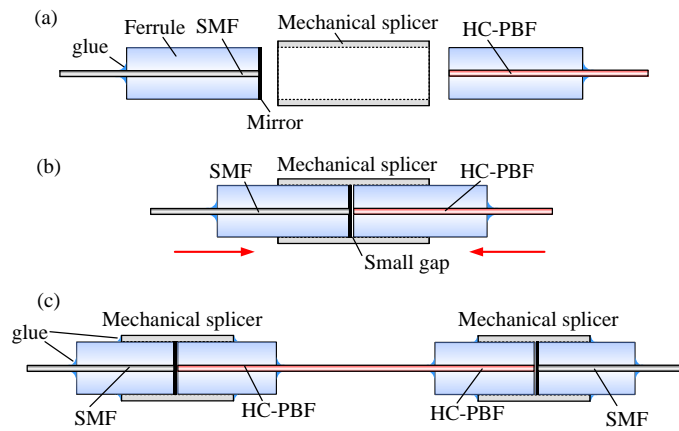 (a)
Ferrule
SMF
Mechanical splicer
HC-PBF
glue
Mirror
(b)
Mechanical splicer
SMF
HC-PBF
Small gap
(c)
glue
Mechanical splicer
Mechanical splicer
SMF
HC-PBF
HC-PBF
SMF